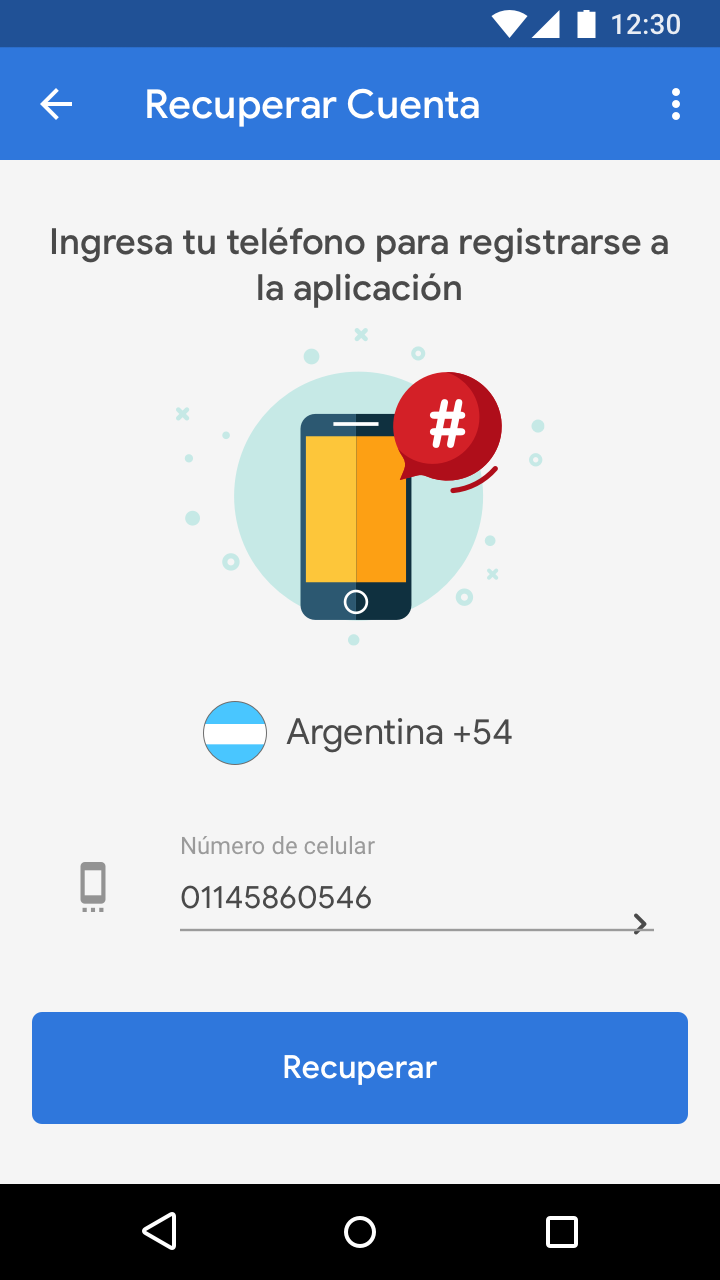 12:30
Recuperar Cuenta
Ingresa tu teléfono para registrarse a
la aplicación
#
Argentina +54
Número de celular
01145860546
Recuperar